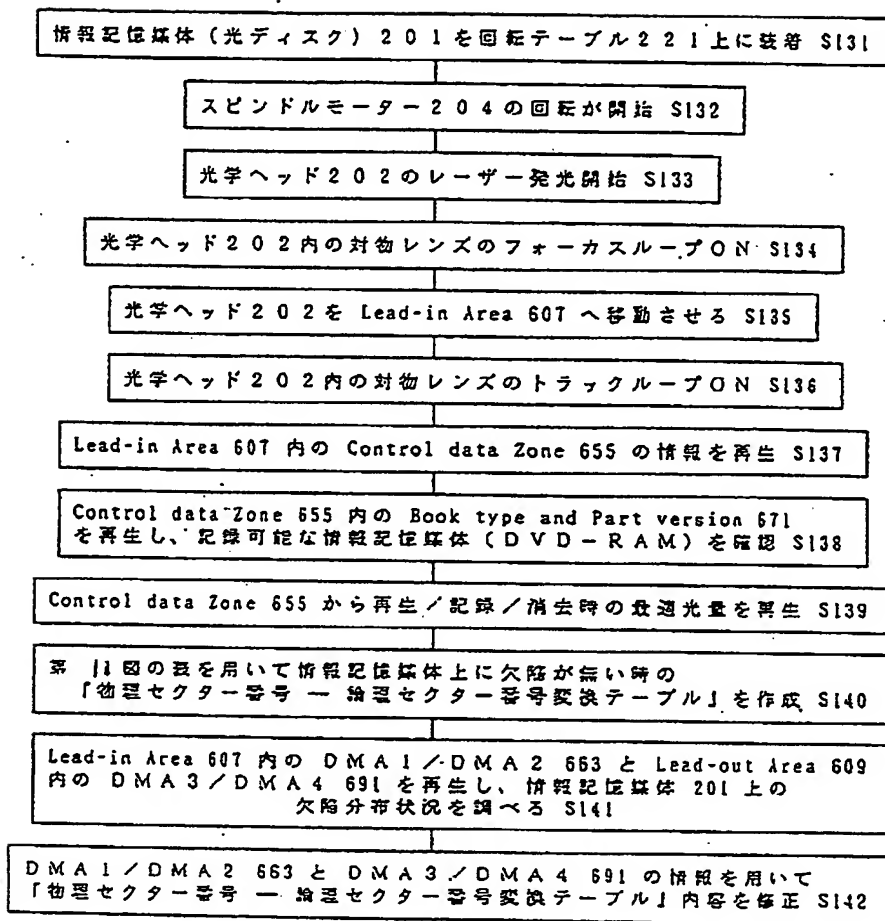 情報記憶媒体（光ディスク）201を回転テーブル221上に装着 S131
スピンドルモーター204の回転が開始 S132
光学ヘッド202のレーザー発光開始 S133
光学ヘッド202内の対物レンズのフォーカスループON S134
光学ヘッド202を Lead-in Area 607 へ移動させる S135
光学ヘッド202内の対物レンズのトラックループON S136
Lead-in Area 607 内の Control data Zone 655 の情報を再生 S137
Control data Zone 655 内の Book type and Part version 671
を再生し、記録可能な情報記憶媒体（DVD－RAM）を確認 S138
Control data Zone 655 から再生／記録／消去時の最適光量を再生 S139
第 11図の表を用いて情報記憶媒体上に欠陥が無い時の
『物理セクター番号 ― 論理セクター番号変換テーブル』を作成 S140
Lead-in Area 607 内の DMA1／DMA2 663 と Lead-out Area 609
内の DMA3／DMA4 691 を再生し、情報記憶媒体 201 上の
欠陥分布状況を調べる S141
DMA1／DMA2 663 と DMA3／DMA4 691 の情報を用いて
『物理セクター番号 ― 論理セクター番号変換テーブル』内容を修正 S142